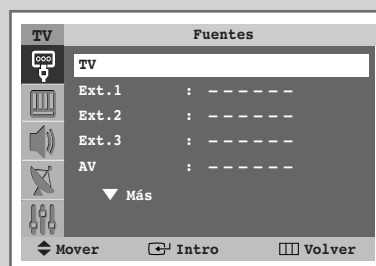 TV Fuentes
TV
Ext.1 : – – – – – –
Ext.2 : – – – – – –
Ext.3 : – – – – – –
AV : – – – – – –
▼ Más
Mover Intro Volver